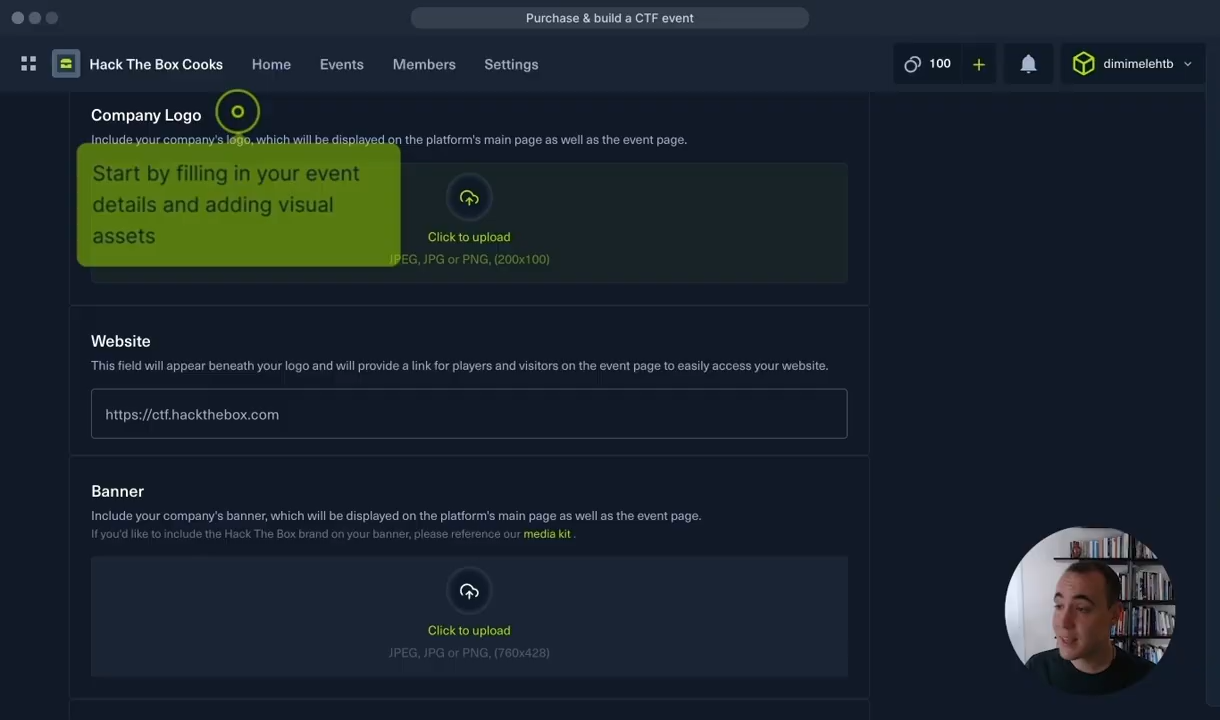 Purchase & build a CTF event
Hack The Box Cooks Home Events Members Settings 100 + dimimelehtb
Company Logo
Include your company's logo, which will be displayed on the platform's main page as well as the event page.
Start by filling in your event
details and adding visual
assets
Click to upload
JPEG, JPG or PNG, (200x100)
Website
This field will appear beneath your logo and will provide a link for players and visitors on the event page to easily access your website.
https://ctf.hackthebox.com
Banner
Include your company's banner, which will be displayed on the platform's main page as well as the event page.
If you'd like to include the Hack The Box brand on your banner, please reference our media kit .
Click to upload
JPEG, JPG or PNG, (760x428)